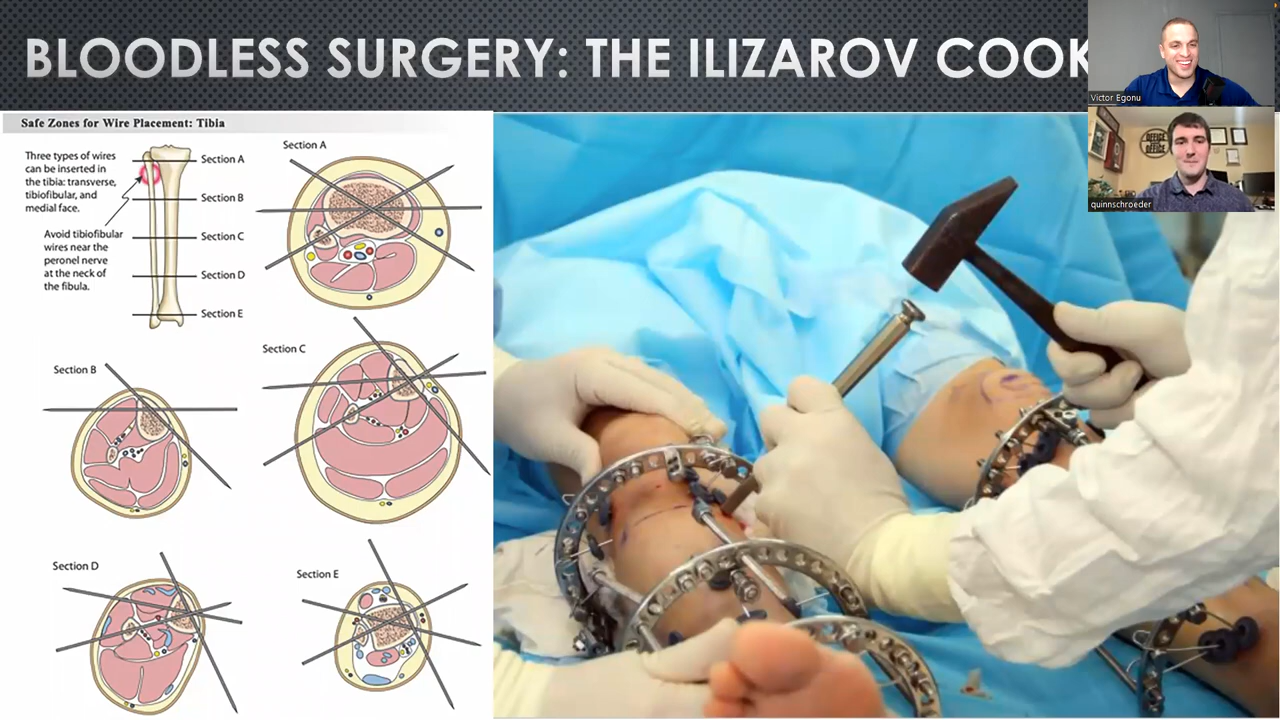 BLOODLESS SURGERY: THE ILIZAROV COOK
Victor Egonu
quinnschroeder
OFFICE
OFFICE
Safe Zones for Wire Placement: Tibia
Three types of wires
can be inserted in
the tibia: transverse,
tibiofibular, and
medial face.
Avoid tibiofibular
wires near the
peronel nerve
at the neck of
the fibula.
Section A
Section B
Section C
Section D
Section E
Section A
Section B
Section C
Section D
Section E